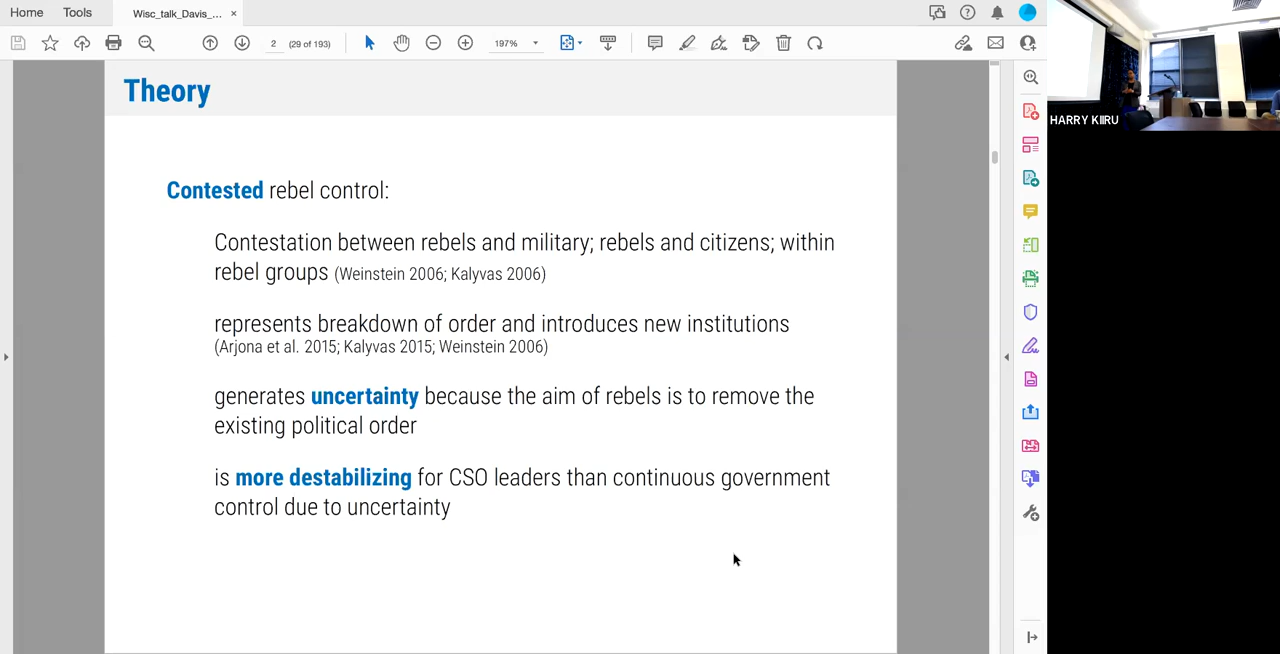 Home
Tools
Wisc_talk_Davis_... ×
2 (29 of 193)
197%
Theory
Contested rebel control:
Contestation between rebels and military; rebels and citizens; within
rebel groups (Weinstein 2006; Kalyvas 2006)
represents breakdown of order and introduces new institutions
(Arjona et al. 2015; Kalyvas 2015; Weinstein 2006)
generates uncertainty because the aim of rebels is to remove the
existing political order
is more destabilizing for CSO leaders than continuous government
control due to uncertainty
HARRY KIIRU